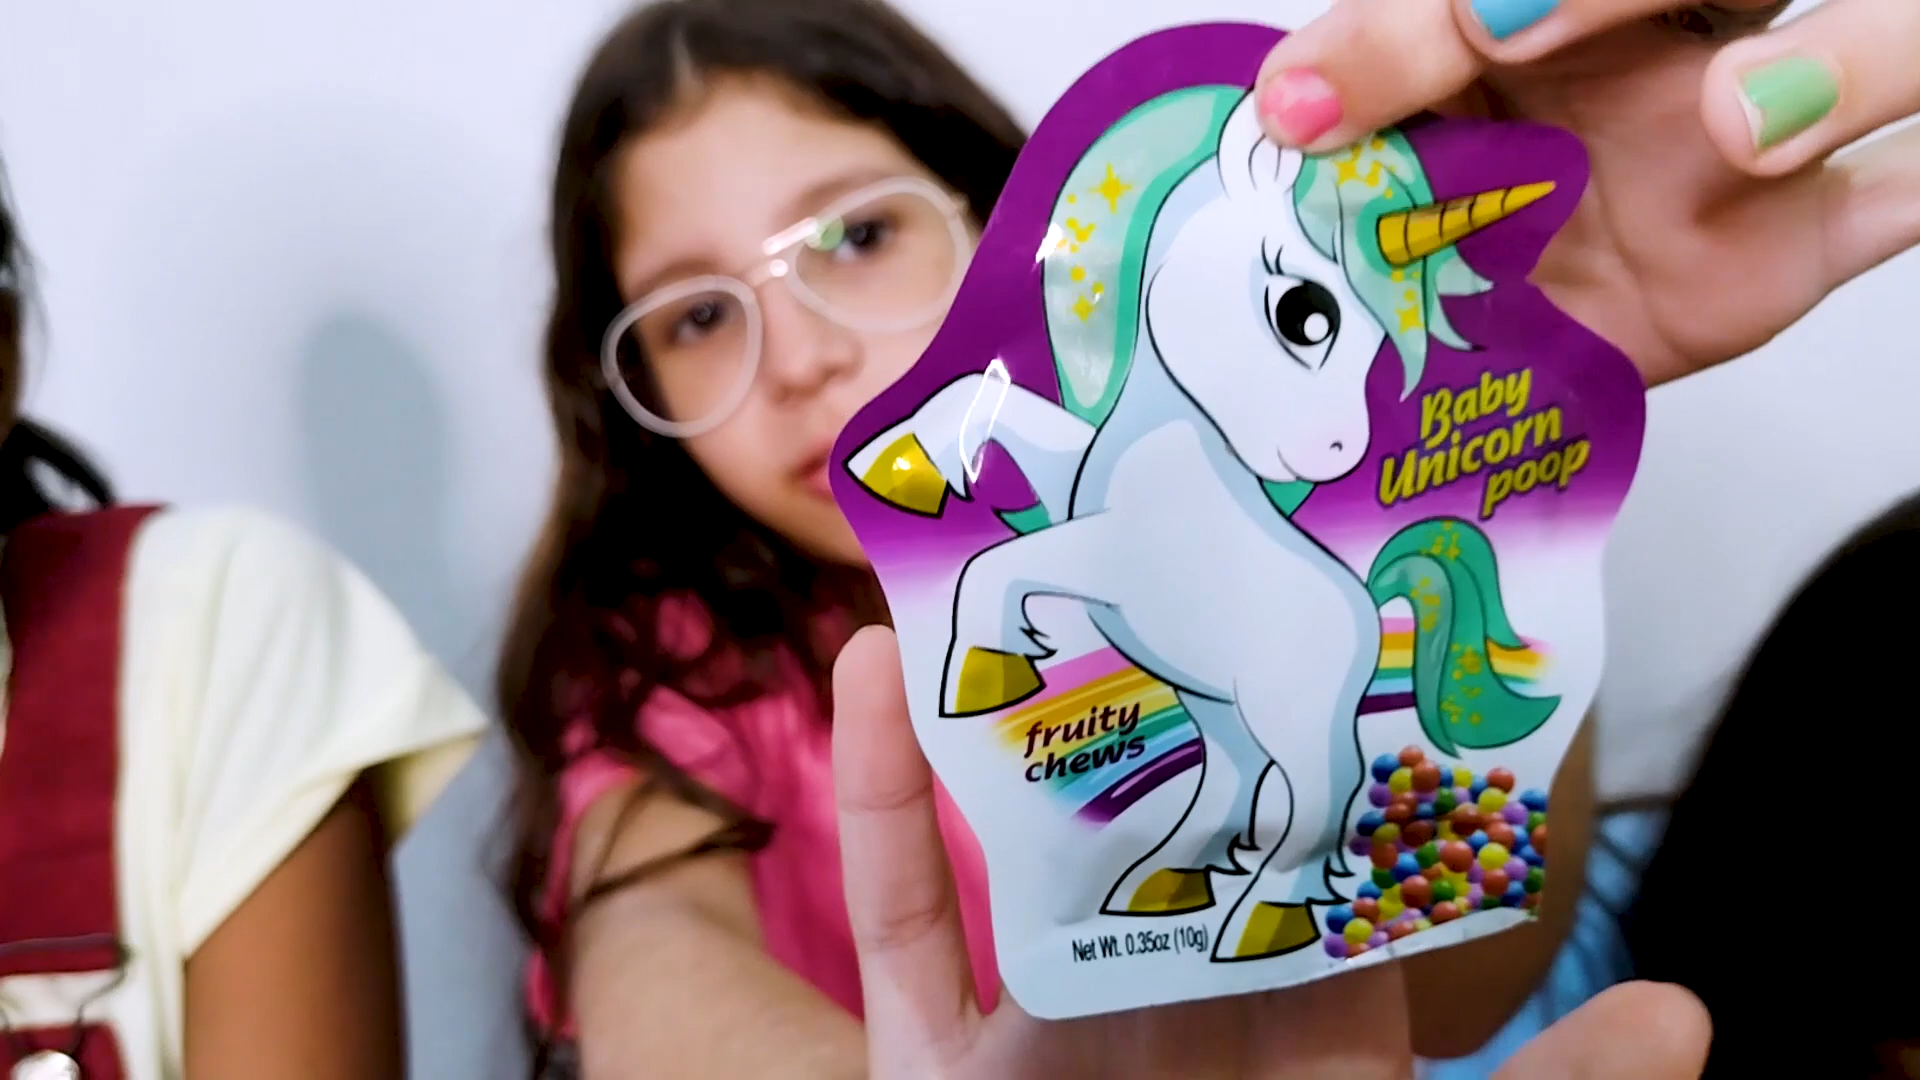 Baby
Unicorn
poop
fruity
chews
Net Wt. 0.35oz (10g)